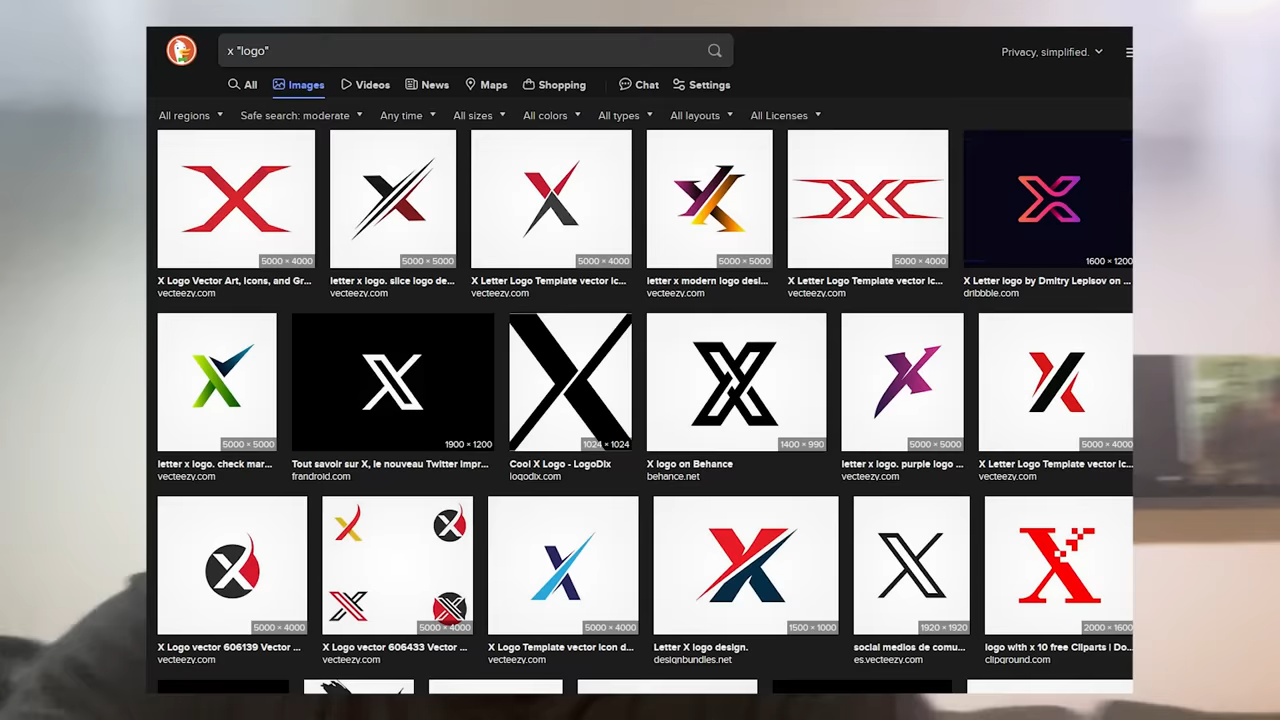 x "logo"
Privacy, simplified.
All
Images
Videos
News
Maps
Shopping
Chat
Settings
All regions
Safe search: moderate
Any time
All sizes
All colors
All types
All layouts
All Licenses
5000 × 4000
5000 × 5000
5000 × 4000
5000 × 5000
5000 × 4000
1600 × 1200
X Logo Vector Art, Icons, and Gr...
letter x logo. slice logo de...
X Letter Logo Template vector ic...
letter x modern logo desi...
X Letter Logo Template vector ic...
X Letter logo by Dmitry Lepisov on ...
vecteezy.com
vecteezy.com
vecteezy.com
vecteezy.com
vecteezy.com
dribbble.com
5000 × 5000
1900 × 1200
1024 × 1024
1400 × 990
5000 × 5000
5000 × 4000
letter x logo. check mar...
Tout savoir sur X, le nouveau Twitter impr...
Cool X Logo - LogoDix
X logo on Behance
letter x logo. purple logo ...
X Letter Logo Template vector ic...
vecteezy.com
frandroid.com
logodix.com
behance.net
vecteezy.com
vecteezy.com
5000 × 4000
5000 × 4000
5000 × 4000
1500 × 1000
1920 × 1920
2000 × 1600
X Logo vector 606139 Vector ...
X Logo vector 606433 Vector ...
X Logo Template vector icon d...
Letter X logo design.
social medios de comu...
logo with x 10 free Cliparts | Do...
vecteezy.com
vecteezy.com
vecteezy.com
designbundles.net
es.vecteezy.com
clipground.com